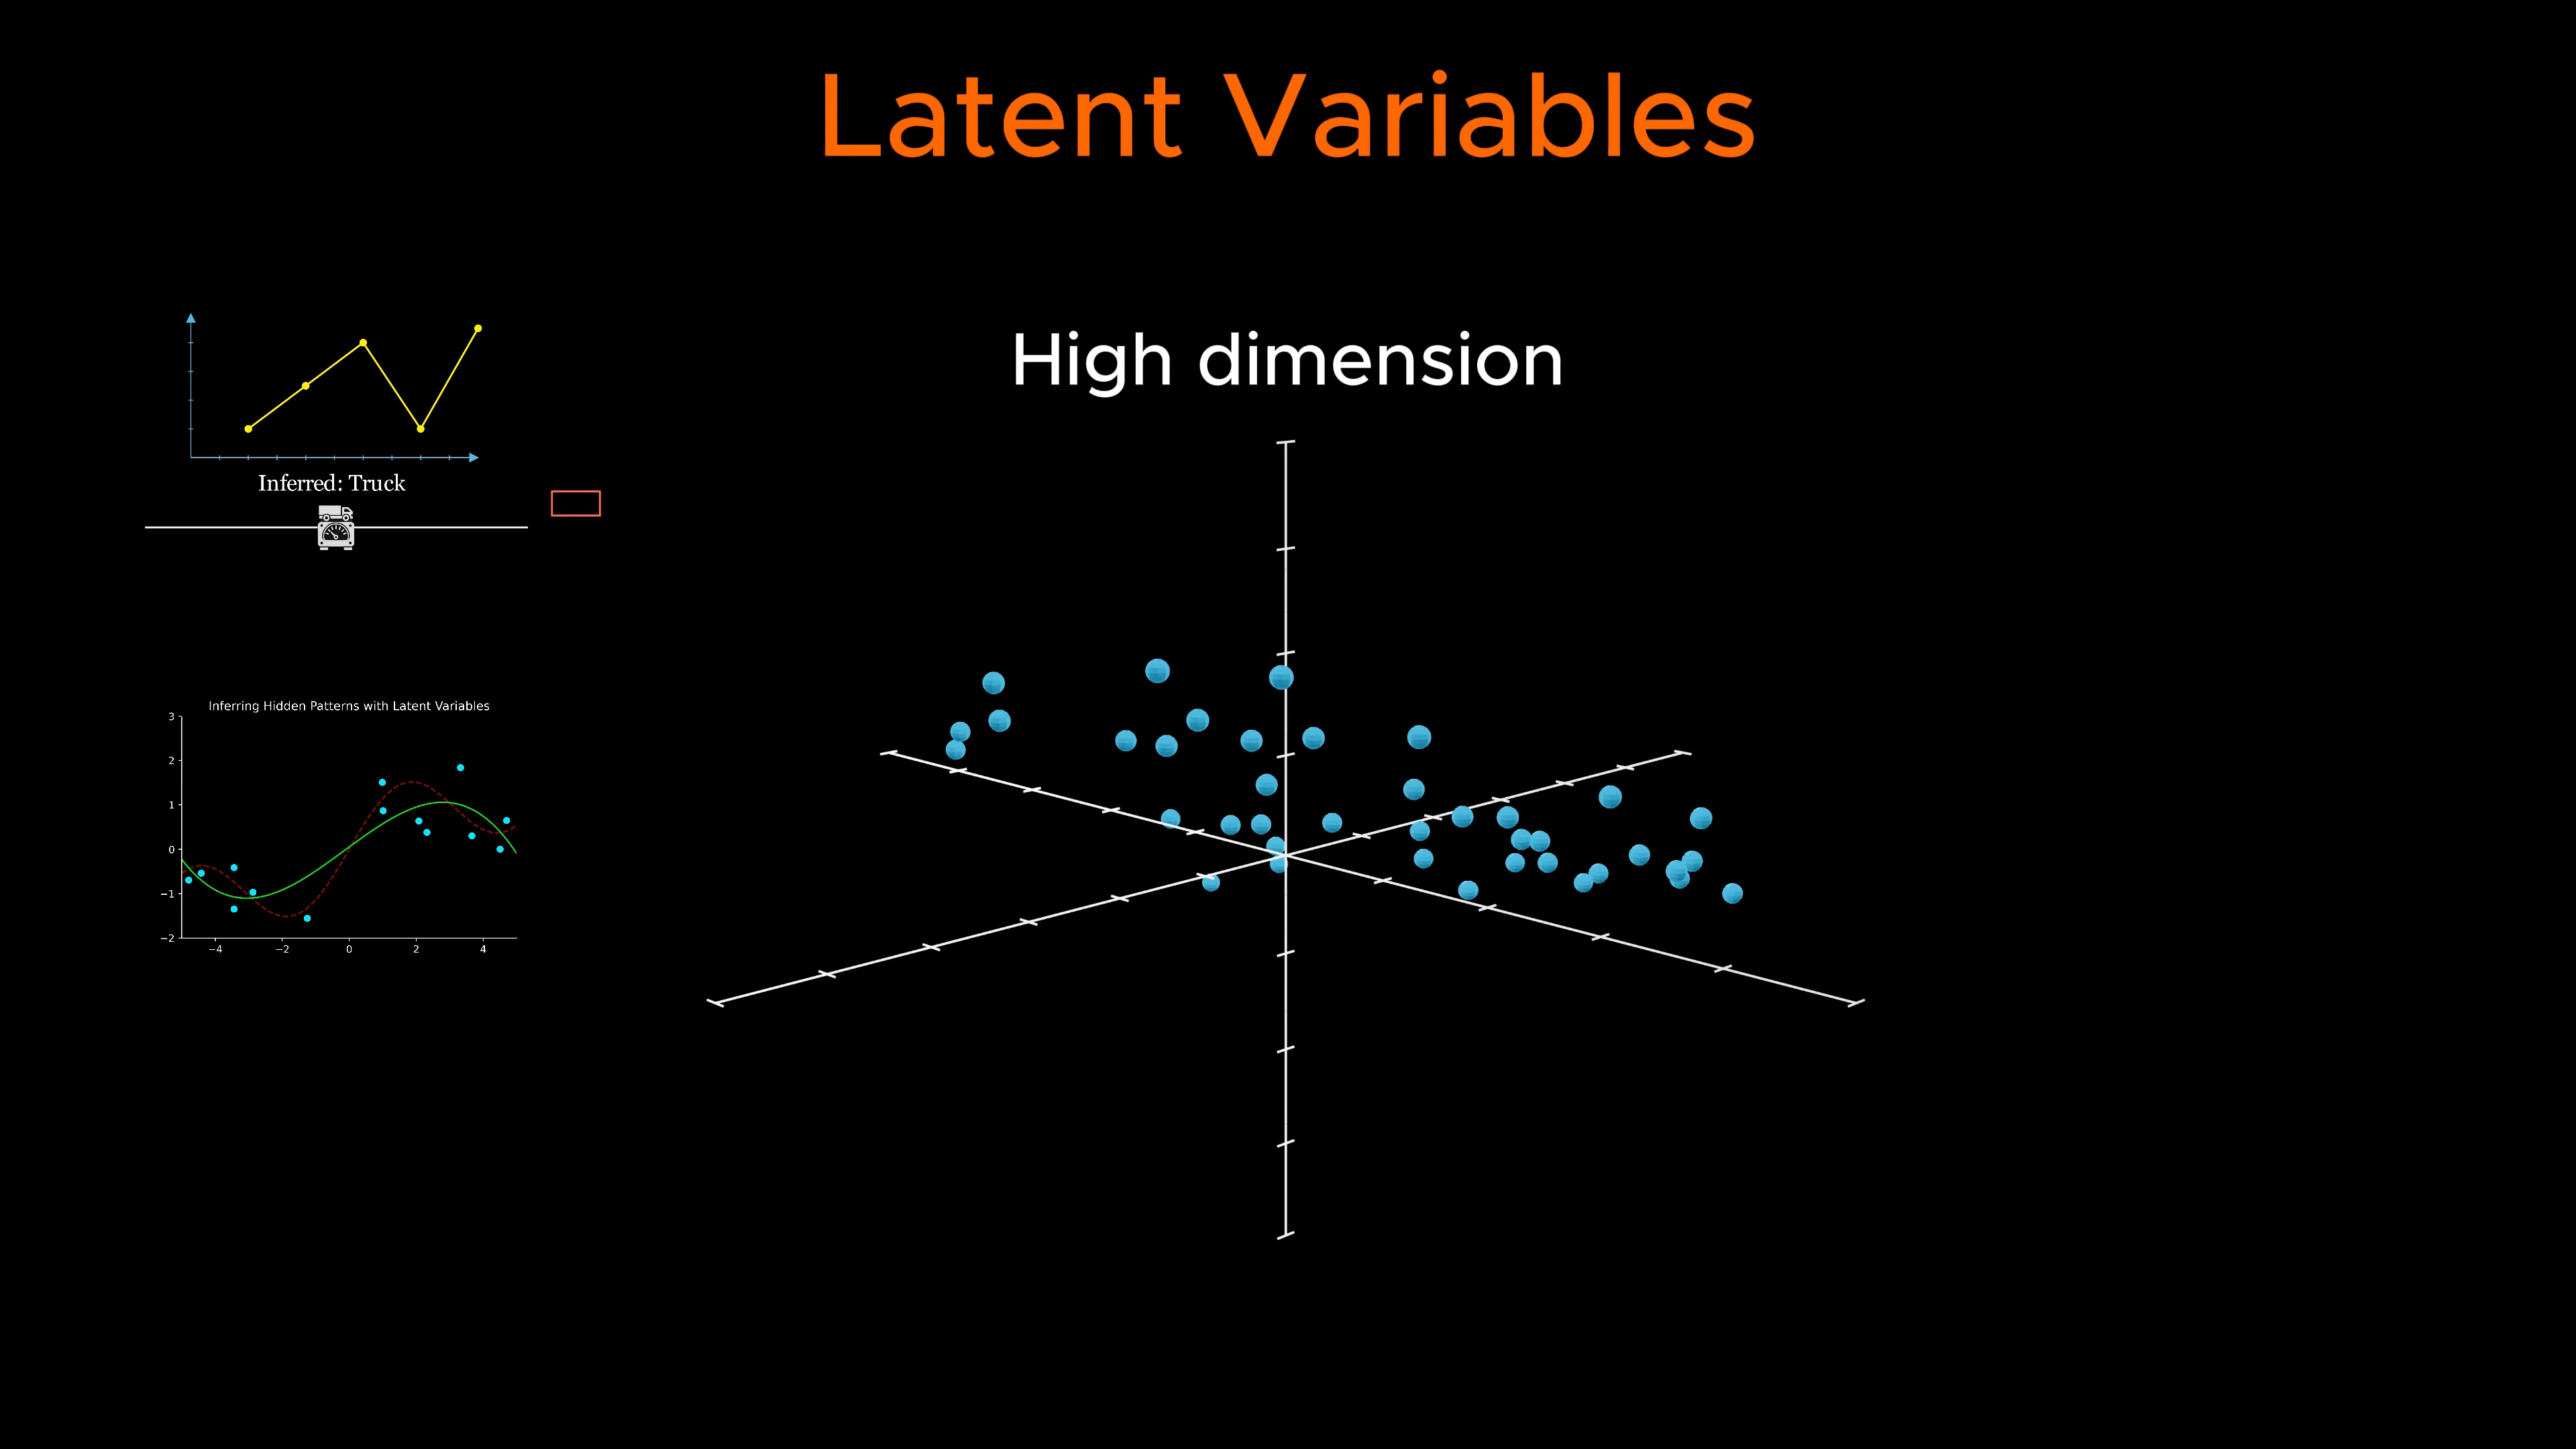 Latent Variables
High dimension
Inferred: Truck
Inferring Hidden Patterns with Latent Variables
3
2
1
0
−1
−2
−4 −2 0 2 4